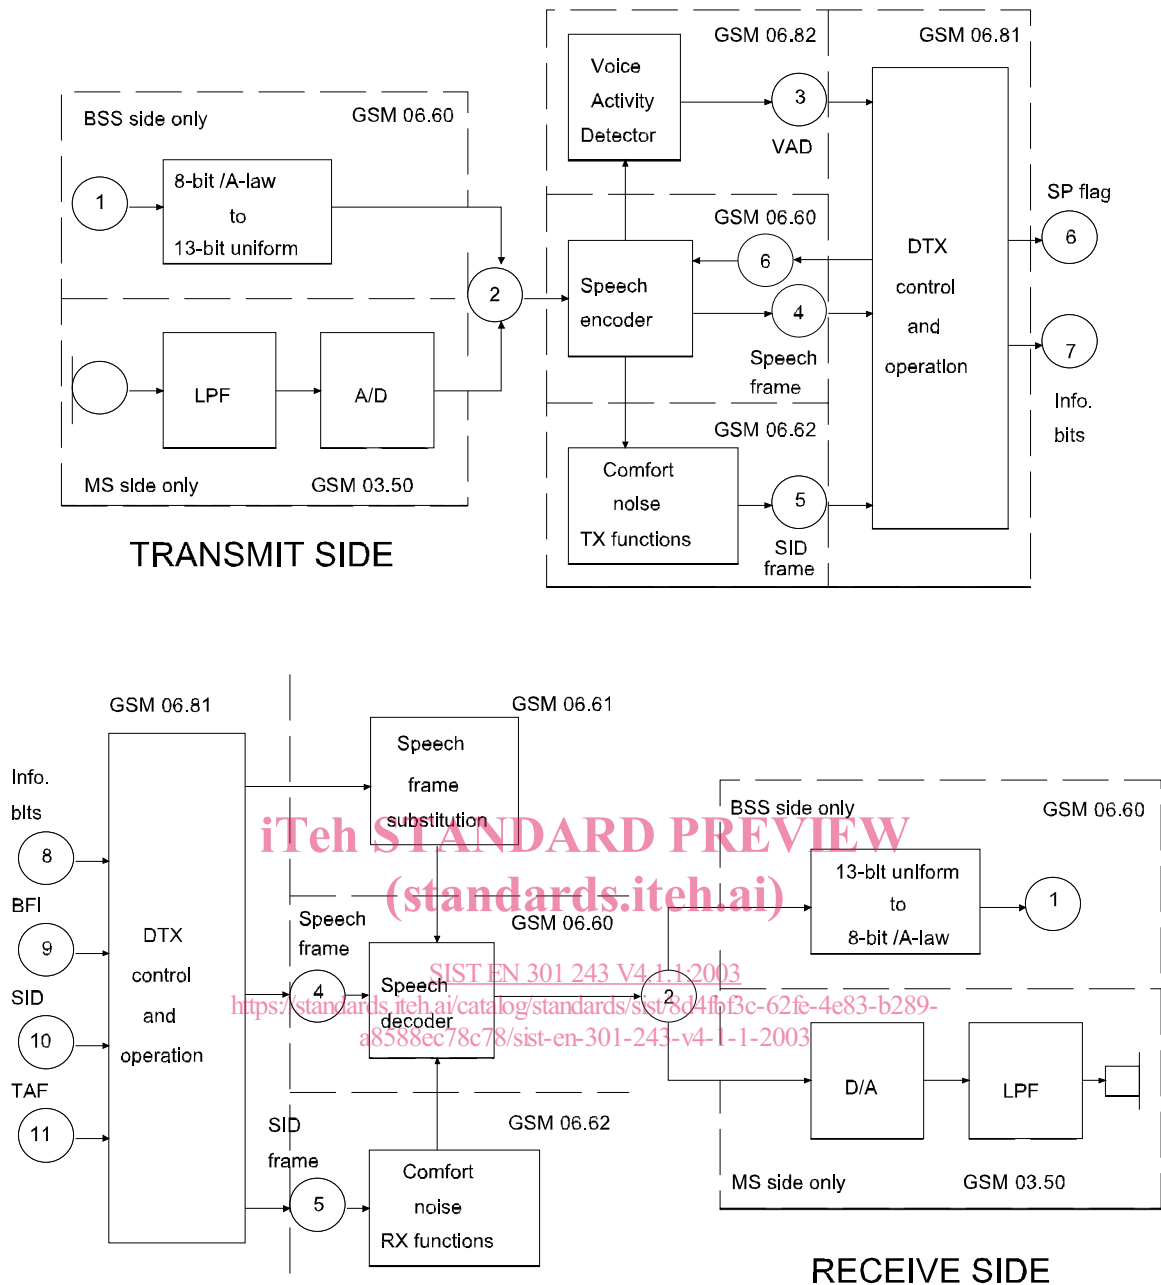 GSM 06.82
GSM 06.81
Voice
Activity
Detector
3
VAD
BSS side only
GSM 06.60
1
8-bit /A-law
to
13-bit uniform
2
GSM 06.60
Speech
encoder
6
4
Speech
frame
DTX
control
and
operation
SP flag
6
7
Info.
bits
LPF
A/D
MS side only
GSM 03.50
GSM 06.62
Comfort
noise
TX functions
5
SID
frame
TRANSMIT SIDE
GSM 06.81
GSM 06.61
Speech
frame
substitution
Info.
bits
8
BFI
9
SID
10
TAF
11
DTX
control
and
operation
Speech
frame
4
GSM 06.60
Speech
decoder
2
SID
frame
5
GSM 06.62
Comfort
noise
RX functions
BSS side only
GSM 06.60
13-bit uniform
to
8-bit /A-law
1
D/A
LPF
MS side only
GSM 03.50
RECEIVE SIDE
iTeh STANDARD PREVIEW
(standards.iteh.ai)
SIST EN 301 243 V4.1.1:2003
https://standards.iteh.ai/catalog/standards/sist/8d4fbf3c-62fe-4e83-b289-
a8588ec78c78/sist-en-301-243-v4-1-1-2003